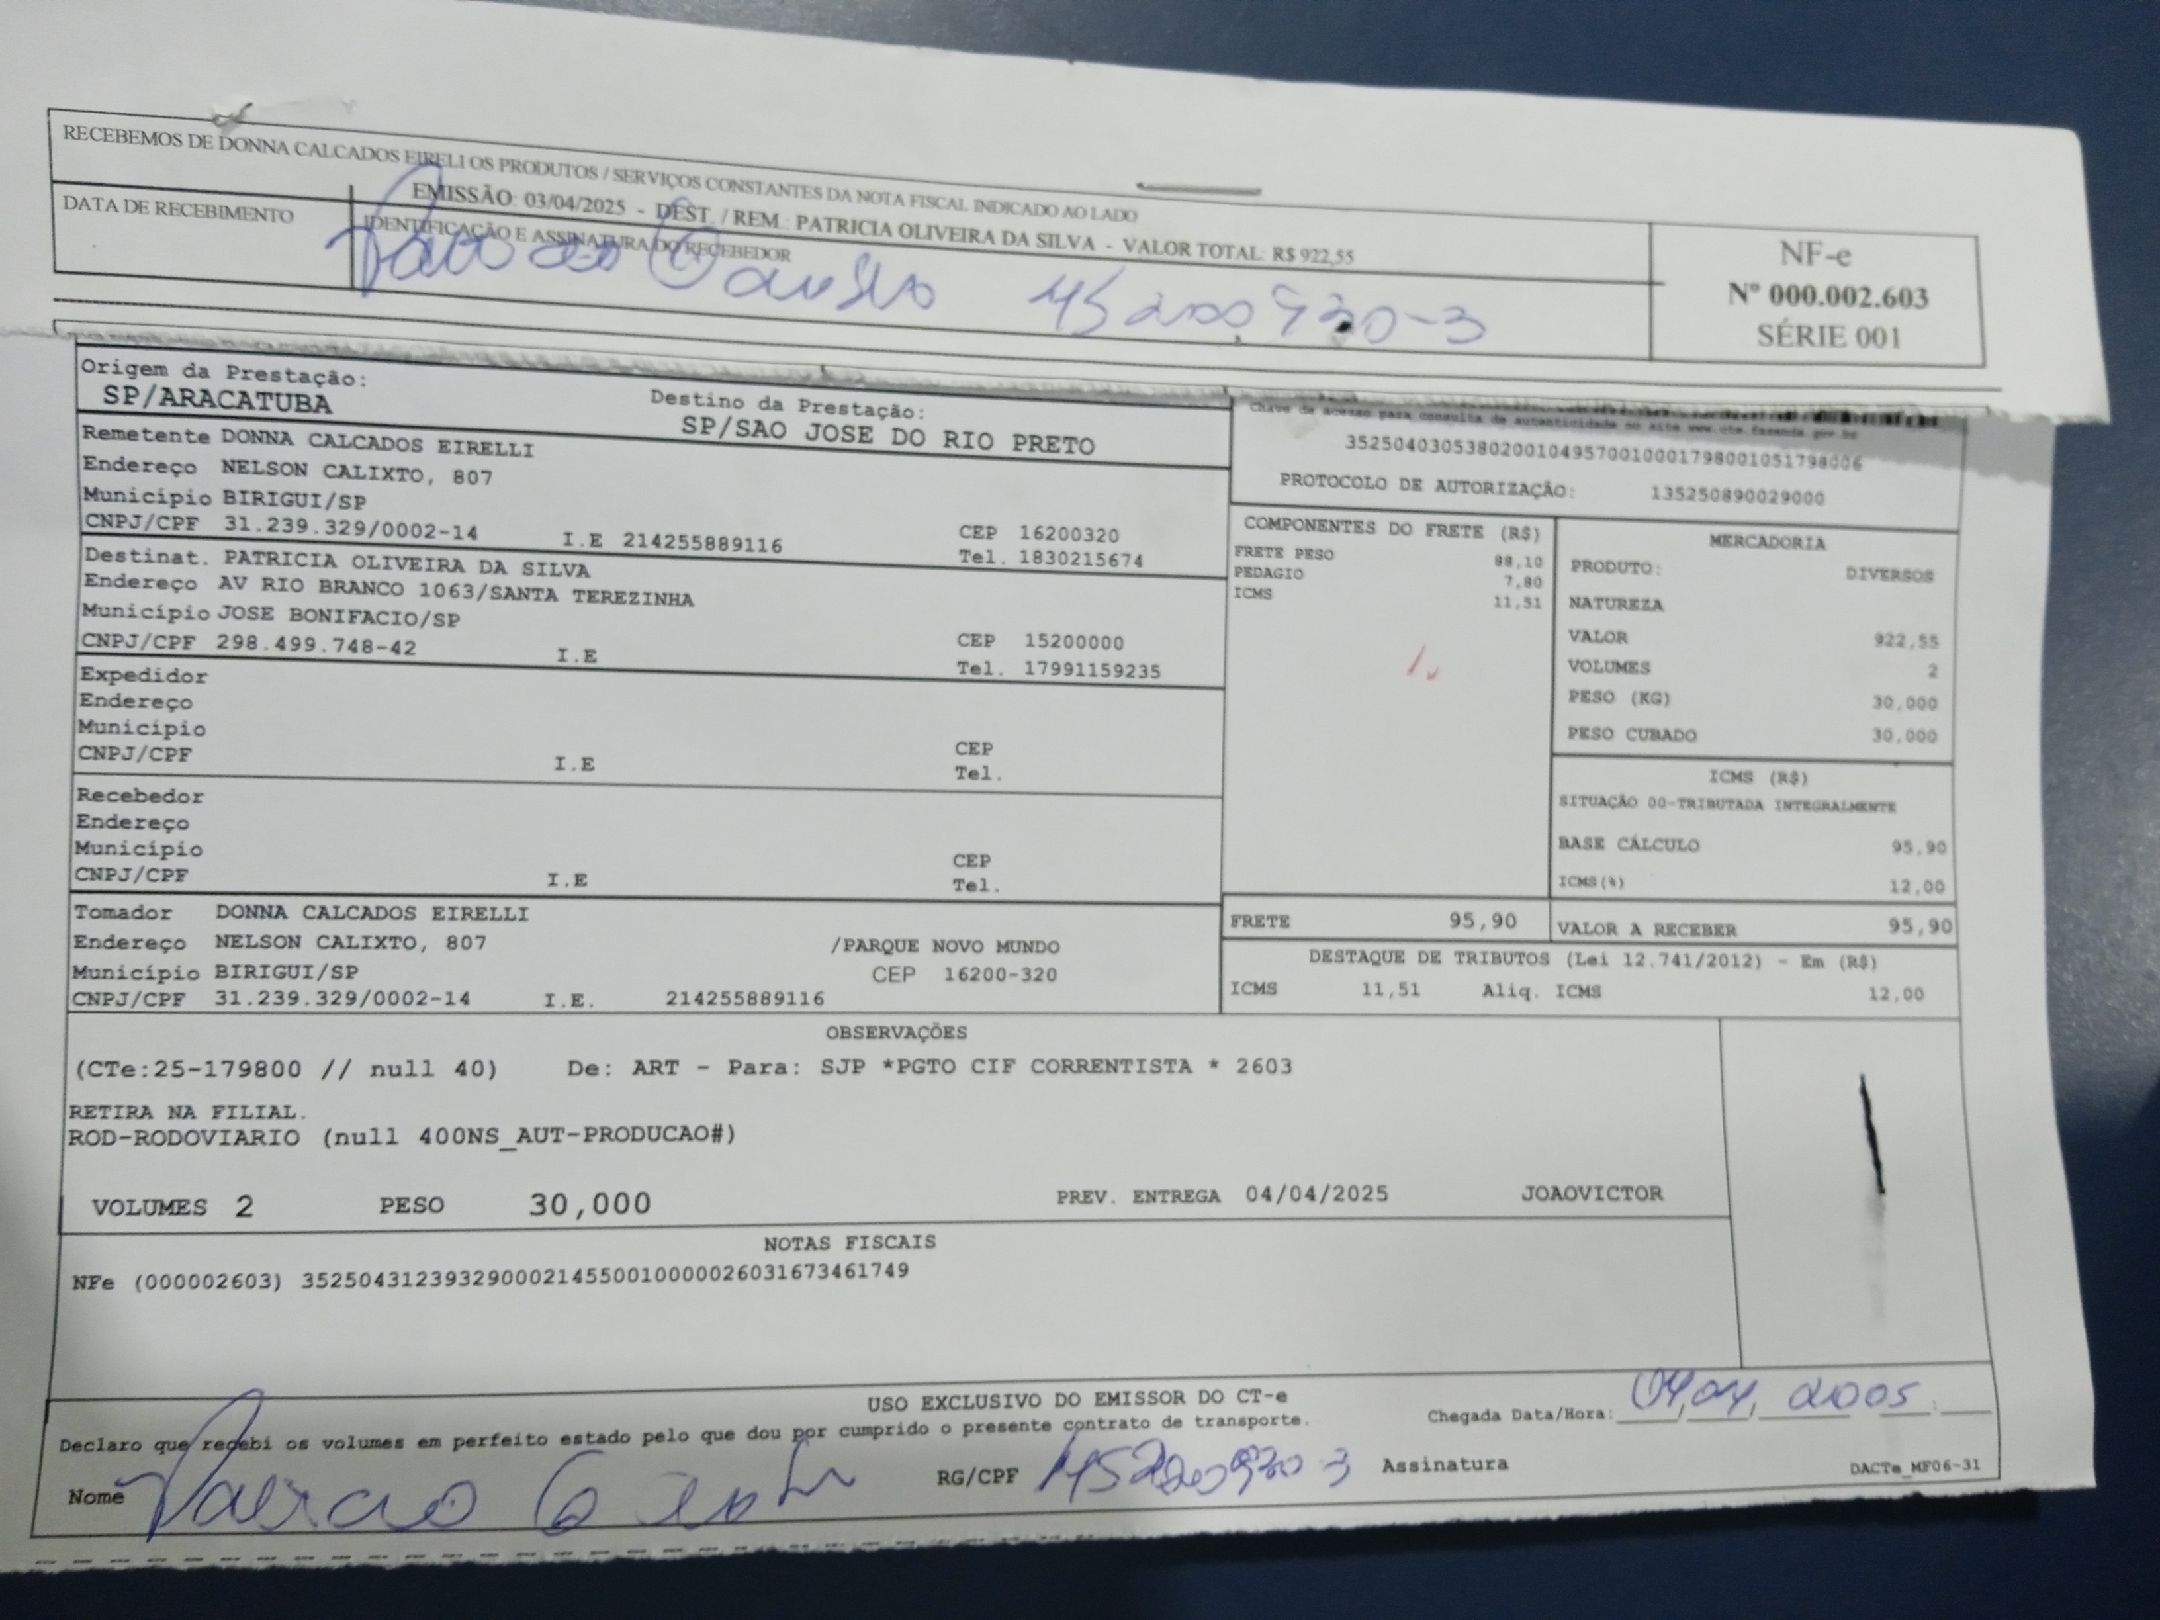 RECEBEMOS DE DONNA CALCADOS EIRELI OS PRODUTOS / SERVIÇOS CONSTANTES DA NOTA FISCAL INDICADO AO LADO
EMISSÃO: 03/04/2025 - DEST. / REM.: PATRICIA OLIVEIRA DA SILVA - VALOR TOTAL: R$ 922,55
DATA DE RECEBIMENTO
IDENTIFICAÇÃO E ASSINATURA DO RECEBEDOR
NF-e
Nº 000.002.603
SÉRIE 001
Origem da Prestação:
SP/ARACATUBA
Destino da Prestação:
SP/SAO JOSE DO RIO PRETO
Chave de acesso para consulta de autenticidade no site www.cte.fazenda.gov.br
35250403053802001049570010001798001051798006
PROTOCOLO DE AUTORIZAÇÃO: 135250890029000
Remetente DONNA CALCADOS EIRELLI
Endereço NELSON CALIXTO, 807
Município BIRIGUI/SP
CNPJ/CPF 31.239.329/0002-14 I.E 214255889116
CEP 16200320
Tel. 1830215674
Destinat. PATRICIA OLIVEIRA DA SILVA
Endereço AV RIO BRANCO 1063/SANTA TEREZINHA
Município JOSE BONIFACIO/SP
CNPJ/CPF 298.499.748-42 I.E
CEP 15200000
Tel. 17991159235
Expedidor
Endereço
Município
CNPJ/CPF I.E
CEP
Tel.
Recebedor
Endereço
Município
CNPJ/CPF I.E
CEP
Tel.
Tomador DONNA CALCADOS EIRELLI
Endereço NELSON CALIXTO, 807 /PARQUE NOVO MUNDO
Município BIRIGUI/SP CEP 16200-320
CNPJ/CPF 31.239.329/0002-14 I.E. 214255889116
COMPONENTES DO FRETE (R$)
FRETE PESO 88,10
PEDAGIO 7,80
ICMS 11,51
MERCADORIA
PRODUTO: DIVERSOS
NATUREZA
VALOR 922,55
VOLUMES 2
PESO (KG) 30,000
PESO CUBADO 30,000
ICMS (R$)
SITUAÇÃO 00-TRIBUTADA INTEGRALMENTE
BASE CÁLCULO 95,90
ICMS(%) 12,00
FRETE 95,90
VALOR A RECEBER 95,90
DESTAQUE DE TRIBUTOS (Lei 12.741/2012) - Em (R$)
ICMS 11,51 Aliq. ICMS 12,00
OBSERVAÇÕES
(CTe:25-179800 // null 40) De: ART - Para: SJP *PGTO CIF CORRENTISTA * 2603
RETIRA NA FILIAL.
ROD-RODOVIARIO (null 400NS_AUT-PRODUCAO#)
VOLUMES 2 PESO 30,000 PREV. ENTREGA 04/04/2025 JOAOVICTOR
NOTAS FISCAIS
NFe (000002603) 35250431239329000214550010000026031673461749
USO EXCLUSIVO DO EMISSOR DO CT-e
Declaro que recebi os volumes em perfeito estado pelo que dou por cumprido o presente contrato de transporte.
Chegada Data/Hora:
Nome
RG/CPF
Assinatura
DACTe_MF06-31